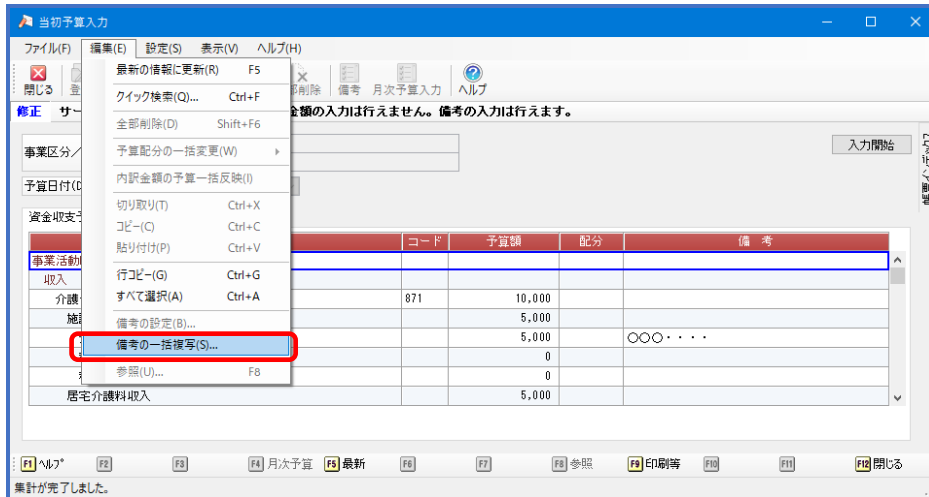 当初予算入力
ファイル(F) 編集(E) 設定(S) 表示(V) ヘルプ(H)
閉じる 登 部削除 備考 月次予算入力 ヘルプ
最新の情報に更新(R) F5
クイック検索(Q)... Ctrl+F
全部削除(D) Shift+F6
予算配分の一括変更(W)
内訳金額の予算一括反映(I)
切り取り(T) Ctrl+X
コピー(C) Ctrl+C
貼り付け(P) Ctrl+V
行コピー(G) Ctrl+G
すべて選択(A) Ctrl+A
備考の設定(B)...
備考の一括複写(S)...
参照(U)... F8
修正 サー 金額の入力は行えません。備考の入力は行えます。
事業区分／ 入力開始
予算日付(D
資金収支予
コード 予算額 配分 備 考
事業活動
収入
介護 871 10,000
施設 5,000
5,000 ○○○・・・・
0
0
居宅介護料収入 5,000
F1 ヘルプ F2 F3 F4 月次予算 F5 最新 F6 F7 F8 参照 F9 印刷等 F10 F11 F12 閉じる
集計が完了しました。